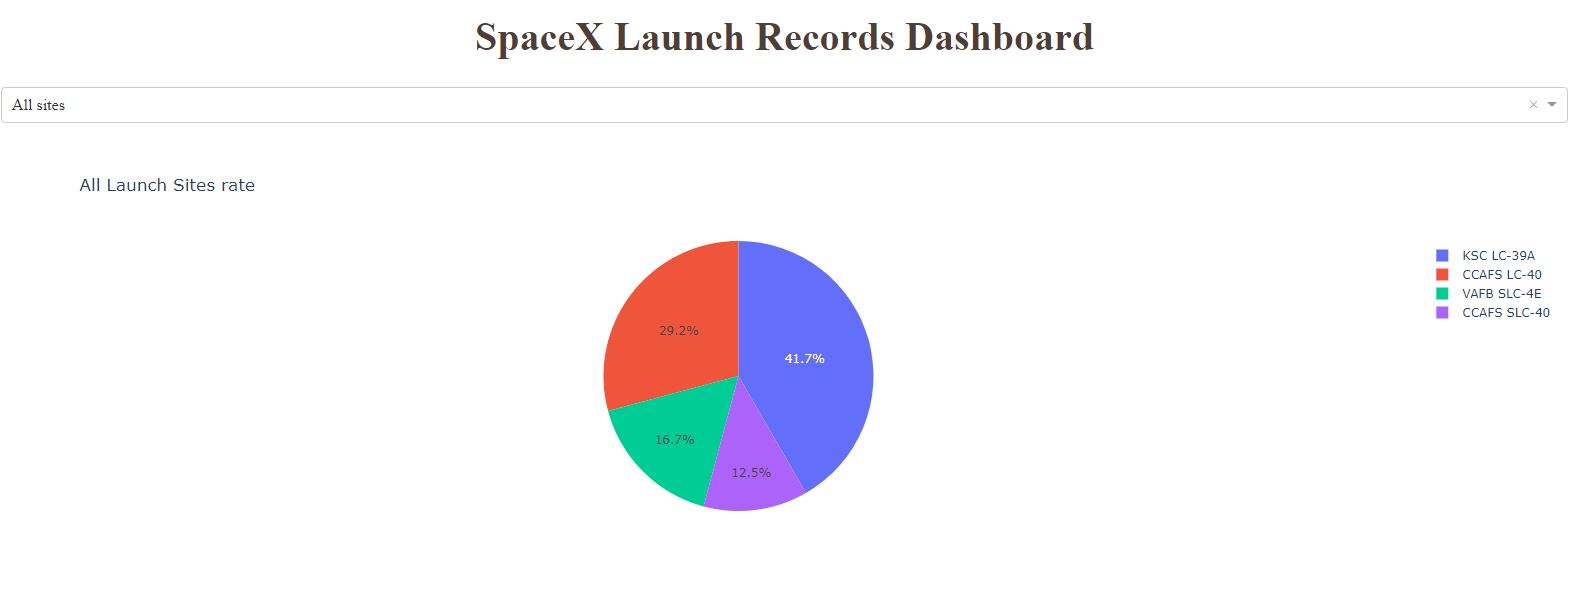 SpaceX Launch Records Dashboard
All sites
All Launch Sites rate
KSC LC-39A
CCAFS LC-40
VAFB SLC-4E
CCAFS SLC-40
29.2%
41.7%
16.7%
12.5%